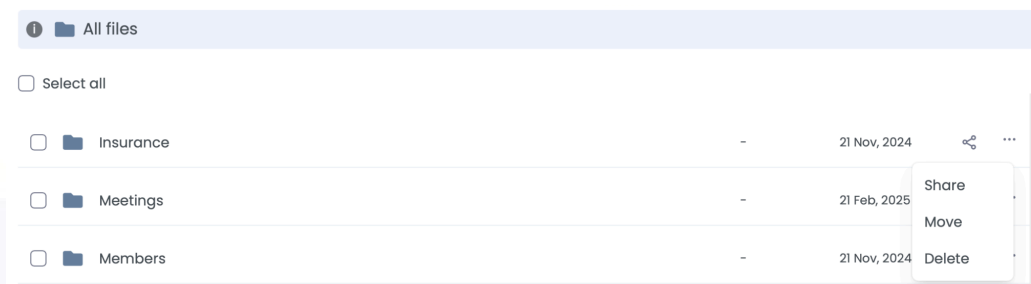 All files
Select all
Insurance - 21 Nov, 2024 ...
Share
Meetings - 21 Feb, 2025
Move
Members - 21 Nov, 2024
Delete